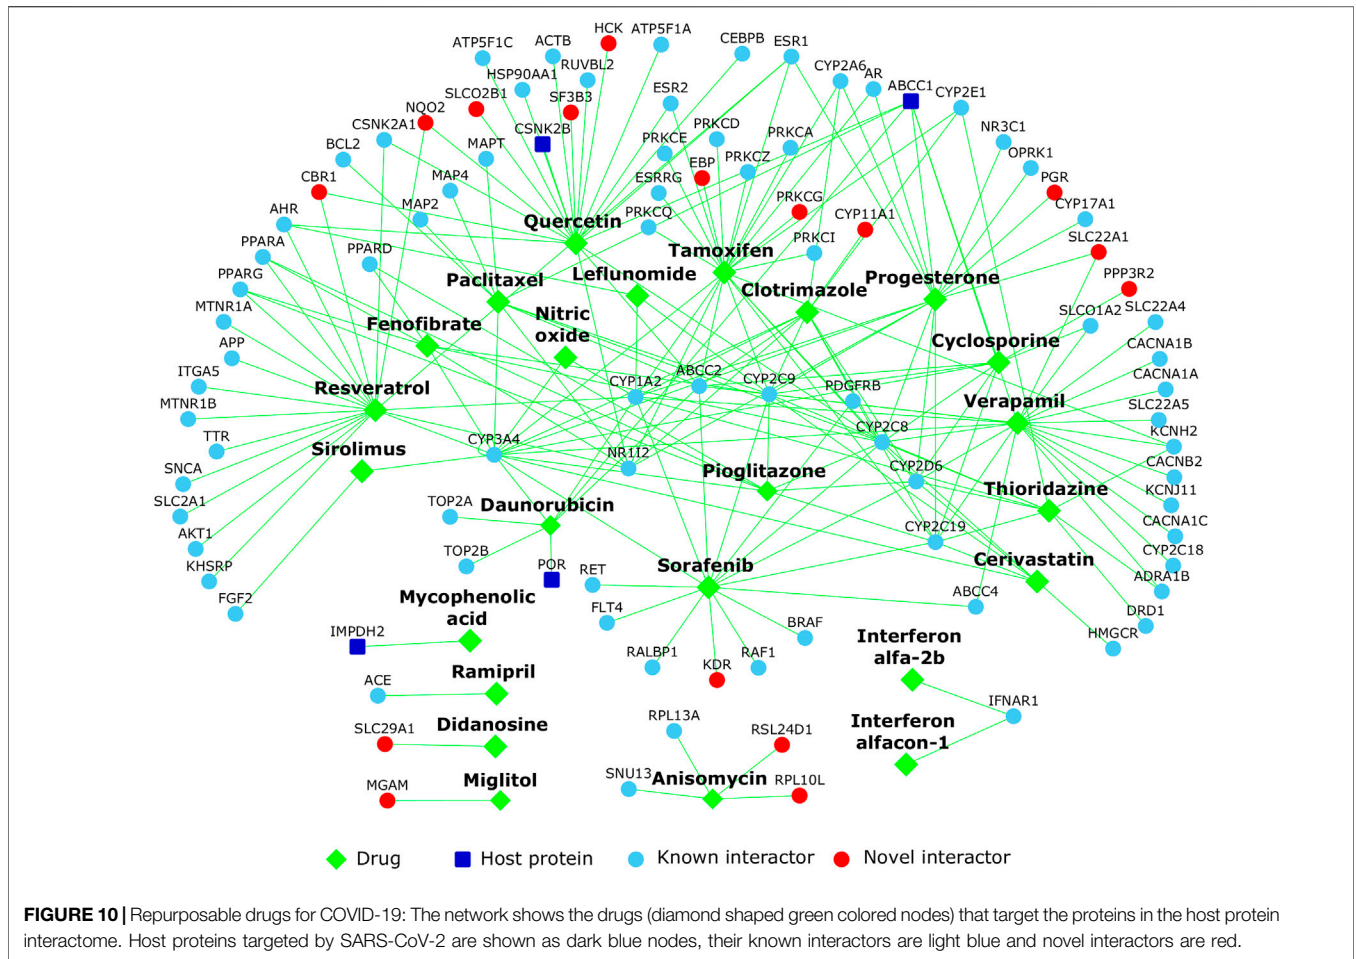 HCK
ATP5F1A
ATP5F1C
ACTB
CEBPB
ESR1
HSP90AA1
RUVBL2
CYP2A6
AR
ABCC1
CYP2E1
SLCO2B1
SF3B3
ESR2
NQO2
CSNK2B
CSNK2A1
PRKCE
PRKCD
PRKCA
NR3C1
BCL2
MAPT
PRKCZ
OPRK1
CBR1
MAP4
ESRRG
EBP
PRKCG
PGR
AHR
MAP2
PRKCQ
CYP11A1
CYP17A1
Quercetin
PPARA
PPARD
Tamoxifen
PRKCI
SLC22A1
PPARG
Paclitaxel
Leflunomide
Clotrimazole
Progesterone
PPP3R2
MTNR1A
Fenofibrate
Nitric
oxide
SLCO1A2
SLC22A4
APP
Cyclosporine
CACNA1B
ITGA5
Resveratrol
CYP1A2
ABCC2
CYP2C9
PDGFRB
Verapamil
CACNA1A
MTNR1B
SLC22A5
TTR
Sirolimus
CYP3A4
NR1I2
CYP2C8
KCNH2
SNCA
Pioglitazone
CYP2D6
CACNB2
SLC2A1
TOP2A
Daunorubicin
Thioridazine
KCNJ11
AKT1
CYP2C19
CACNA1C
KHSRP
TOP2B
POR
RET
Sorafenib
Cerivastatin
CYP2C18
FGF2
Mycophenolic
acid
FLT4
ABCC4
ADRA1B
DRD1
IMPDH2
BRAF
HMGCR
RALBP1
KDR
RAF1
Interferon
alfa-2b
ACE
Ramipril
IFNAR1
SLC29A1
Didanosine
RPL13A
RSL24D1
Interferon
alfacon-1
MGAM
Miglitol
SNU13
Anisomycin
RPL10L
Drug
Host protein
Known interactor
Novel interactor
FIGURE 10 | Repurposable drugs for COVID-19: The network shows the drugs (diamond shaped green colored nodes) that target the proteins in the host protein
interactome. Host proteins targeted by SARS-CoV-2 are shown as dark blue nodes, their known interactors are light blue and novel interactors are red.